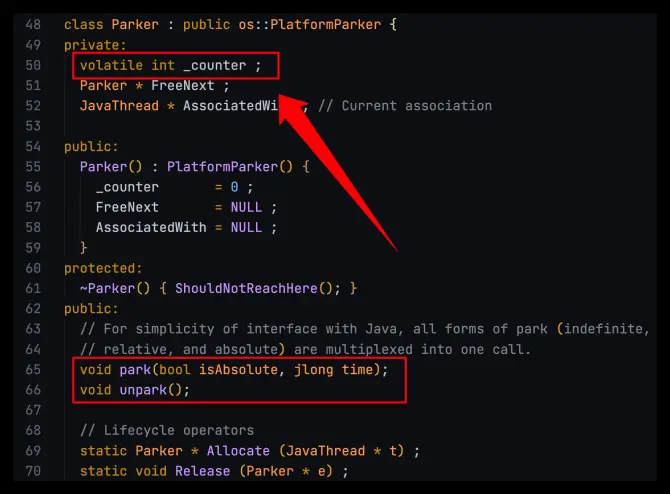 48 class Parker : public os::PlatformParker {
49 private:
50 volatile int _counter ;
51 Parker * FreeNext ;
52 JavaThread * AssociatedWi ; // Current association
53
54 public:
55 Parker() : PlatformParker() {
56 _counter = 0 ;
57 FreeNext = NULL ;
58 AssociatedWith = NULL ;
59 }
60 protected:
61 ~Parker() { ShouldNotReachHere(); }
62 public:
63 // For simplicity of interface with Java, all forms of park (indefinite,
64 // relative, and absolute) are multiplexed into one call.
65 void park(bool isAbsolute, jlong time);
66 void unpark();
67
68 // Lifecycle operators
69 static Parker * Allocate (JavaThread * t) ;
70 static void Release (Parker * e) ;